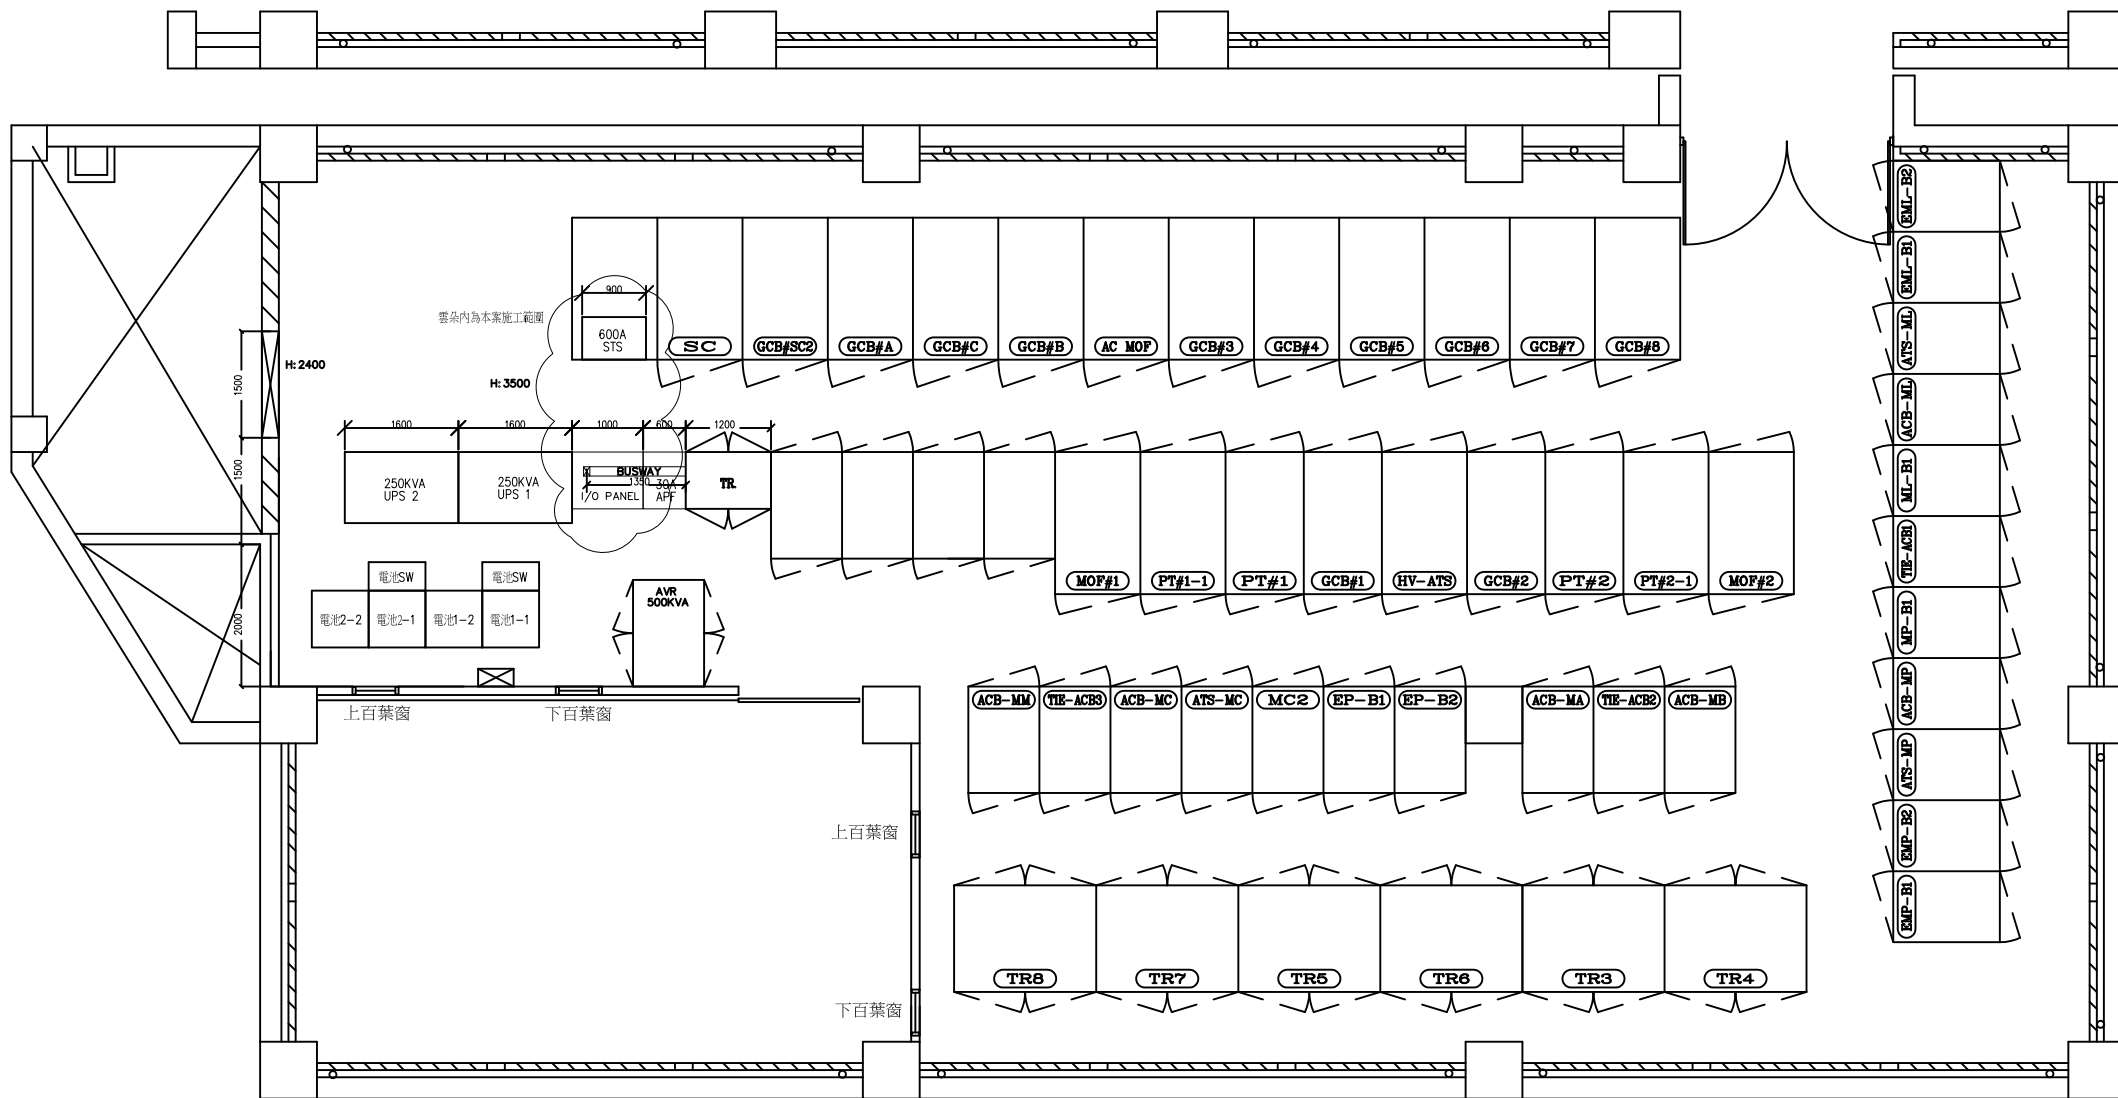 EML-B2
EML-B1
ATS-ML
ACB-ML
ML-B1
TIE-ACB1
MP-B1
ACB-MP
ATS-MP
EMP-B2
EMP-B1
900
雲朵內為本案施工範圍
600A
STS
SC
GCB#SC2
GCB#A
GCB#C
GCB#B
AC MOF
GCB#3
GCB#4
GCB#5
GCB#6
GCB#7
GCB#8
H:2400
H:3500
1500
1500
2000
1600
1600
1000
600
1200
250KVA
UPS 2
250KVA
UPS 1
BUSWAY
1350
I/O PANEL
30A
APF
TR
電池SW
電池SW
電池2-2
電池2-1
電池1-2
電池1-1
AVR
500KVA
MOF#1
PT#1-1
PT#1
GCB#1
HV-ATS
GCB#2
PT#2
PT#2-1
MOF#2
上百葉窗
下百葉窗
ACB-MM
TIE-ACB3
ACB-MC
ATS-MC
MC2
EP-B1
EP-B2
ACB-MA
TIE-ACB2
ACB-MB
上百葉窗
下百葉窗
TR8
TR7
TR5
TR6
TR3
TR4